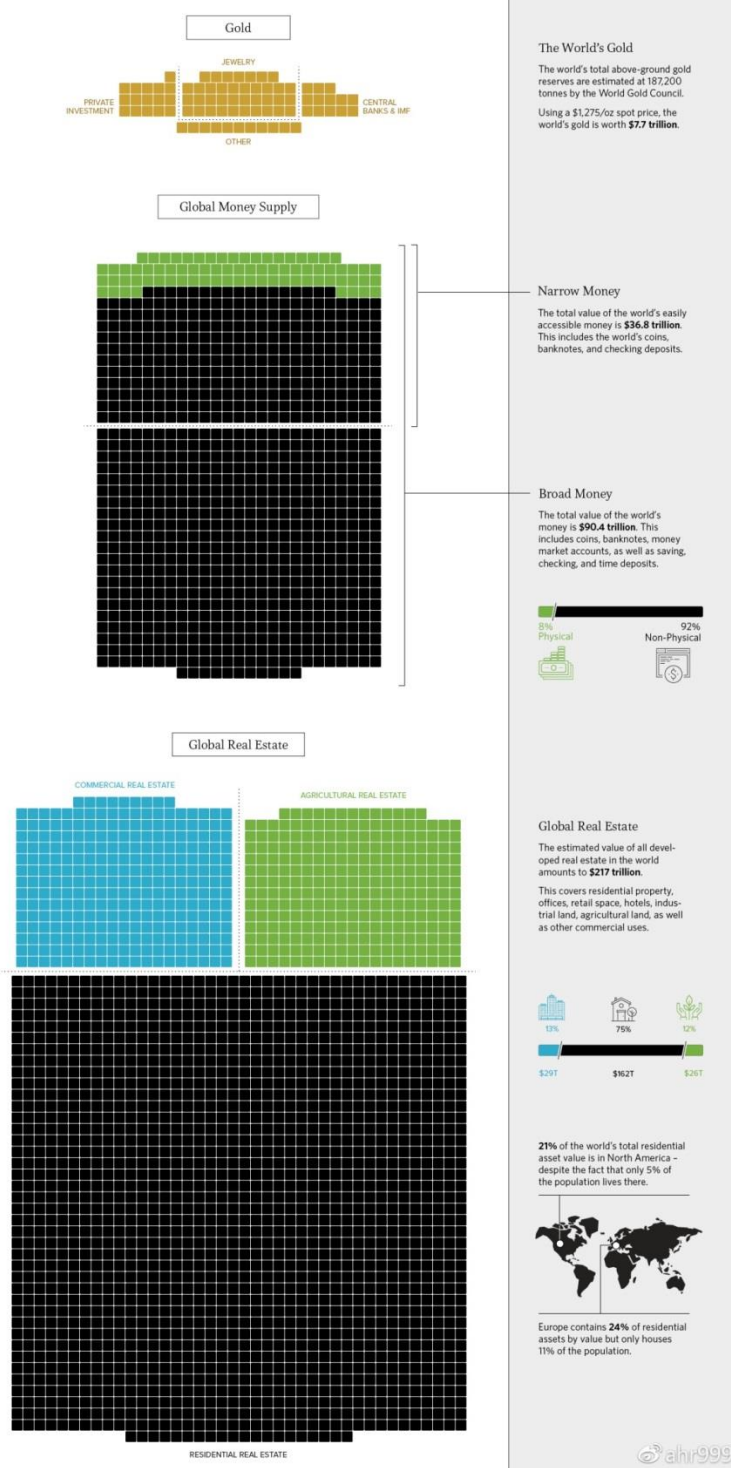 Gold
JEWELRY
PRIVATE
INVESTMENT
CENTRAL
BANKS & IMF
OTHER
The World's Gold
The world's total above-ground gold
reserves are estimated at 187,200
tonnes by the World Gold Council.
Using a $1,275/oz spot price, the
world's gold is worth $7.7 trillion.
Global Money Supply
Narrow Money
The total value of the world's easily
accessible money is $36.8 trillion.
This includes the world's coins,
banknotes, and checking deposits.
Broad Money
The total value of the world's
money is $90.4 trillion. This
includes coins, banknotes, money
market accounts, as well as saving,
checking, and time deposits.
8%
Physical
92%
Non-Physical
$
Global Real Estate
COMMERCIAL REAL ESTATE
AGRICULTURAL REAL ESTATE
RESIDENTIAL REAL ESTATE
Global Real Estate
The estimated value of all devel-
oped real estate in the world
amounts to $217 trillion.
This covers residential property,
offices, retail space, hotels, indus-
trial land, agricultural land, as well
as other commercial uses.
13%
75%
12%
$29T
$162T
$26T
21% of the world's total residential
asset value is in North America –
despite the fact that only 5% of
the population lives there.
Europe contains 24% of residential
assets by value but only houses
11% of the population.
ahr999